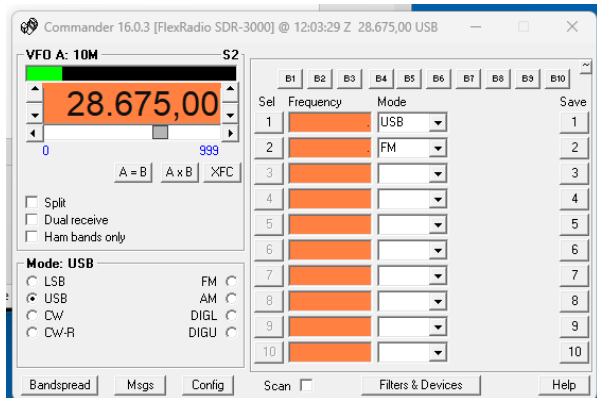 Commander 16.0.3 [FlexRadio SDR-3000] @ 12:03:29 Z 28.675,00 USB
VFO A: 10M S2
28.675,00
0 999
A = B A x B XFC
Split
Dual receive
Ham bands only
Mode: USB
LSB FM
USB AM
CW DIGL
CW-R DIGU
Bandspread Msgs Config
B1 B2 B3 B4 B5 B6 B7 B8 B9 B10 ~
Sel Frequency Mode Save
1 . USB 1
2 . FM 2
3 3
4 4
5 5
6 6
7 7
8 8
9 9
10 10
Scan Filters & Devices Help